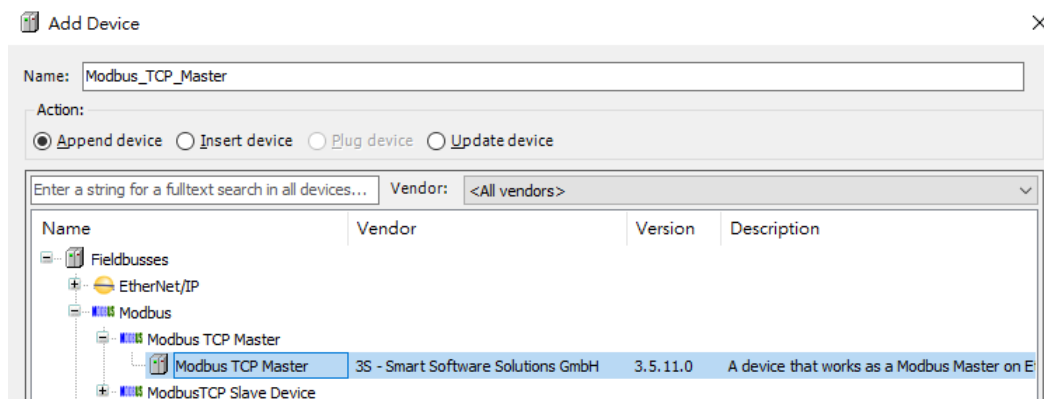 Add Device
Name: Modbus_TCP_Master
Action:
Append device Insert device Plug device Update device
Enter a string for a fulltext search in all devices... Vendor: <All vendors>
Name Vendor Version Description
Fieldbusses
EtherNet/IP
Modbus
Modbus TCP Master
Modbus TCP Master 3S - Smart Software Solutions GmbH 3.5.11.0 A device that works as a Modbus Master on E
ModbusTCP Slave Device